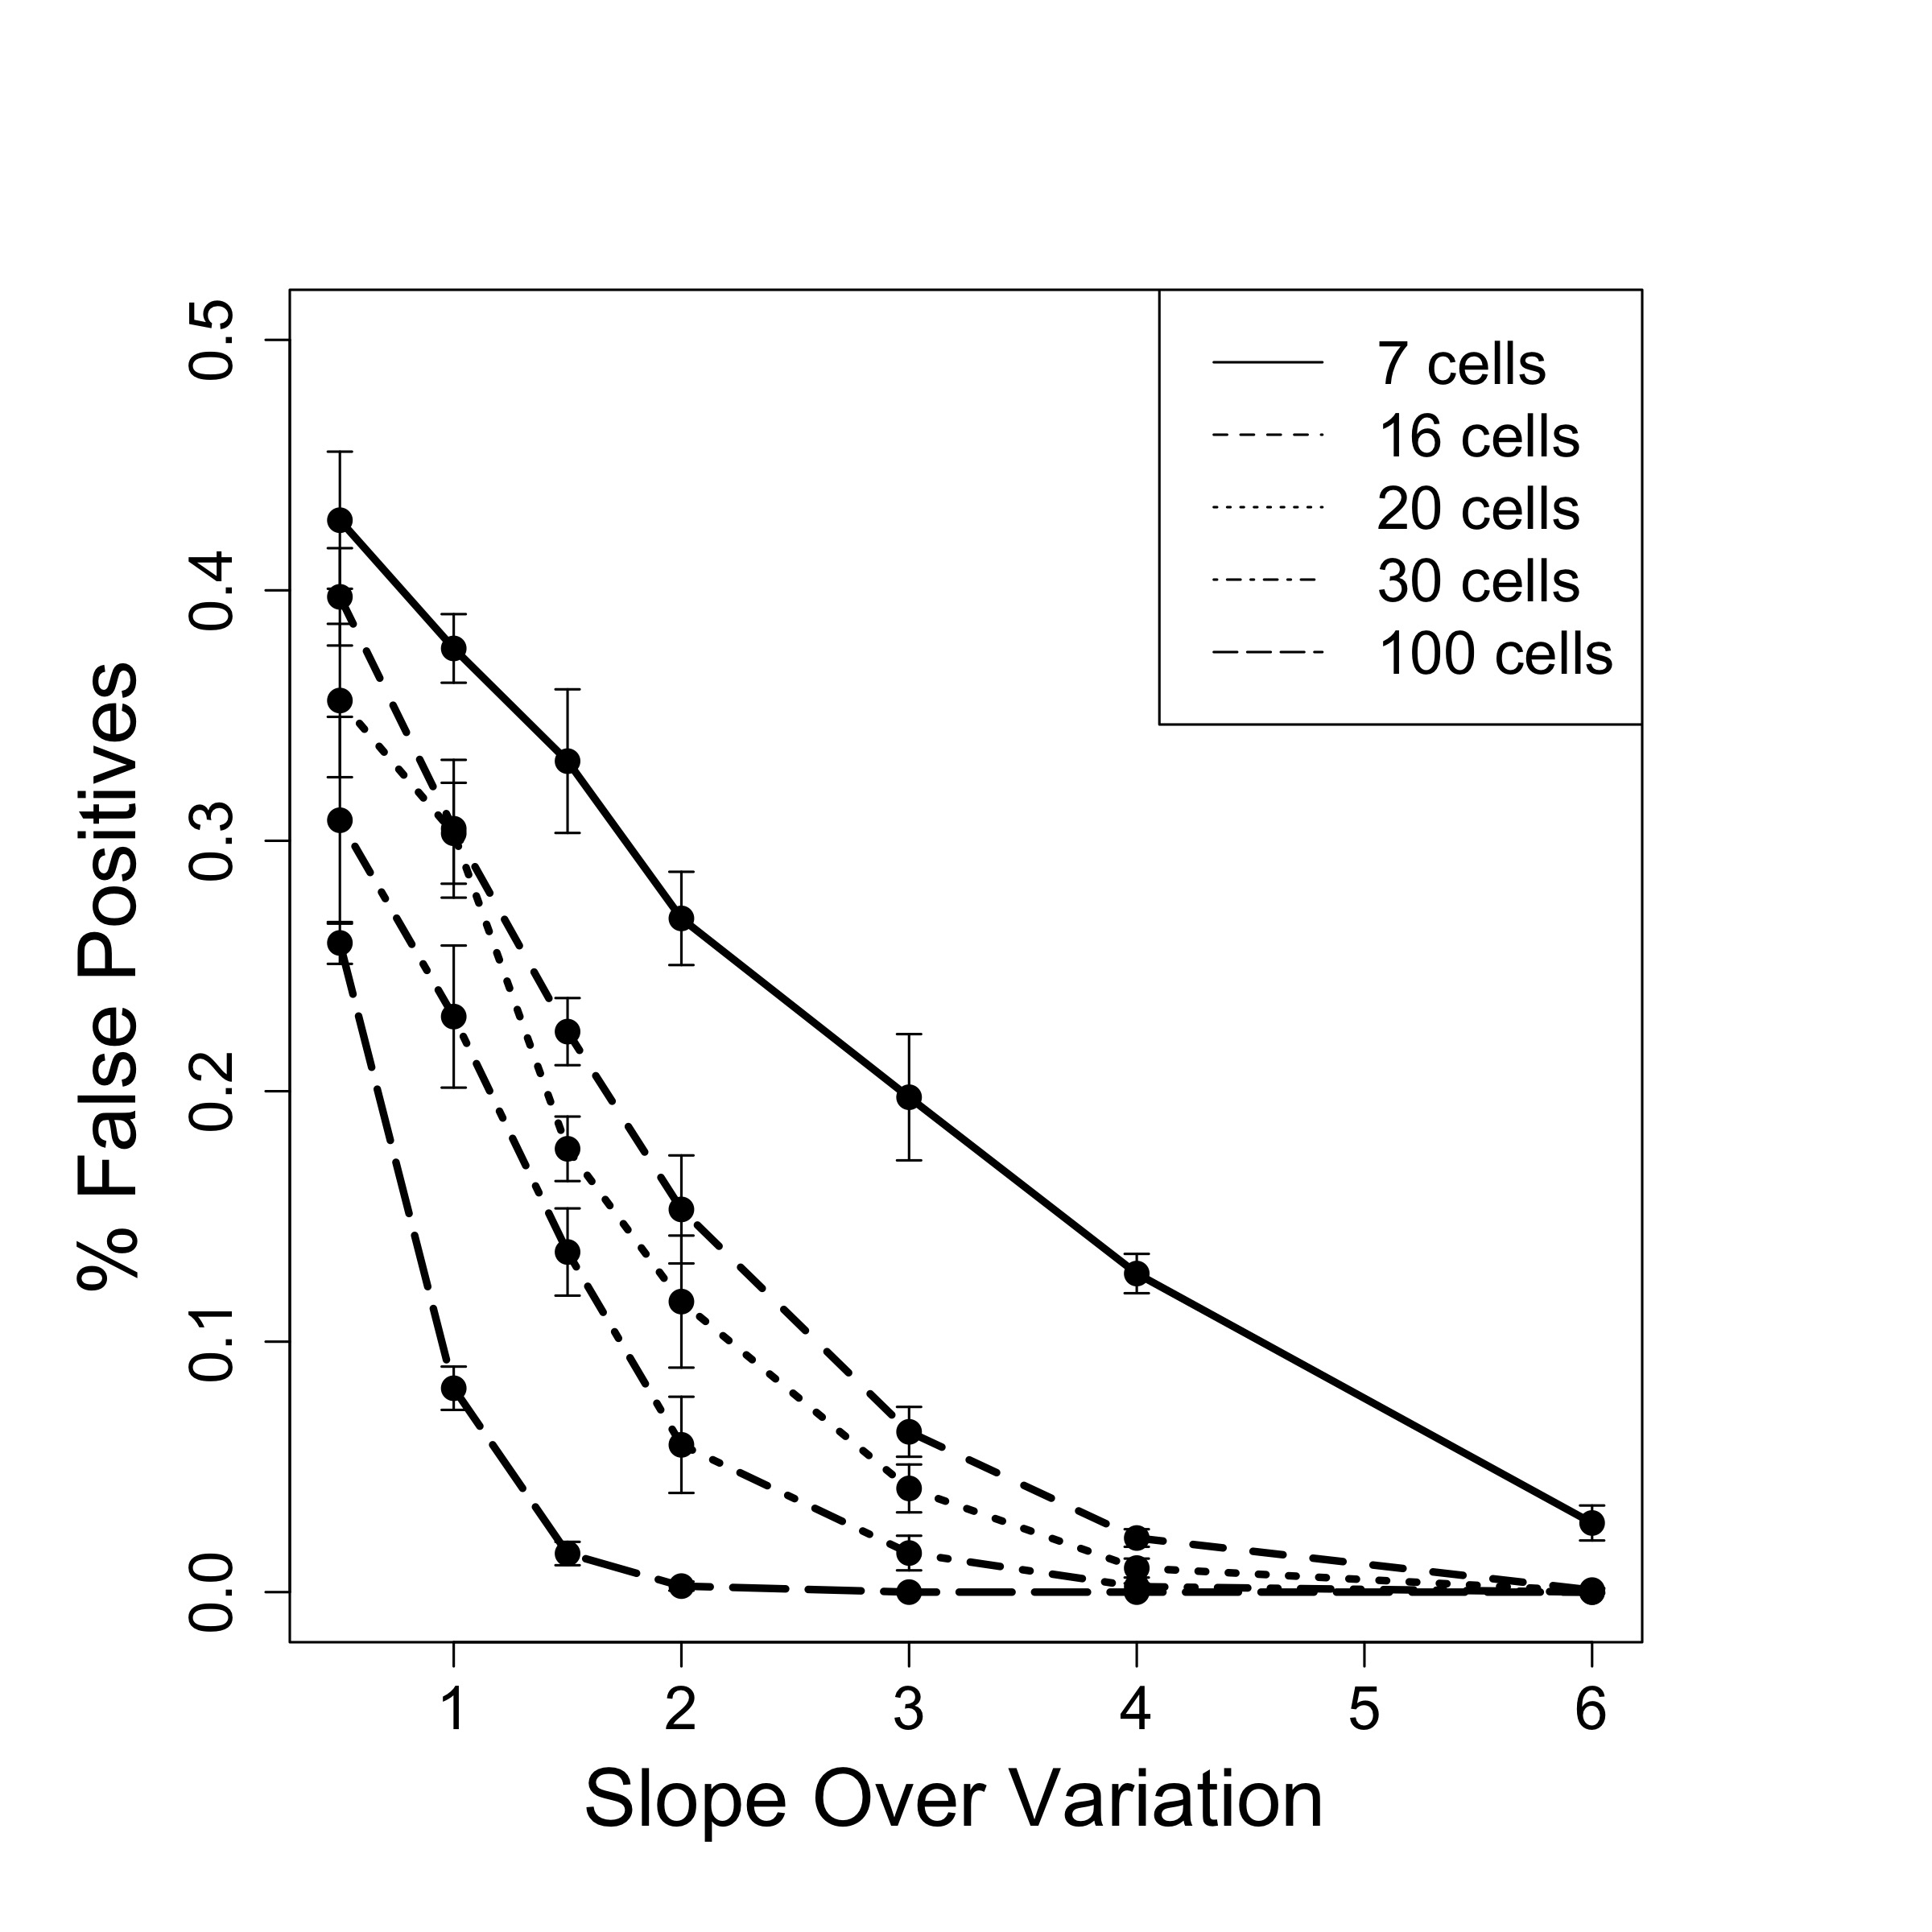 7 cells
16 cells
20 cells
30 cells
100 cells
% False Positives
0.5
0.4
0.3
0.2
0.1
0.0
1 2 3 4 5 6
Slope Over Variation